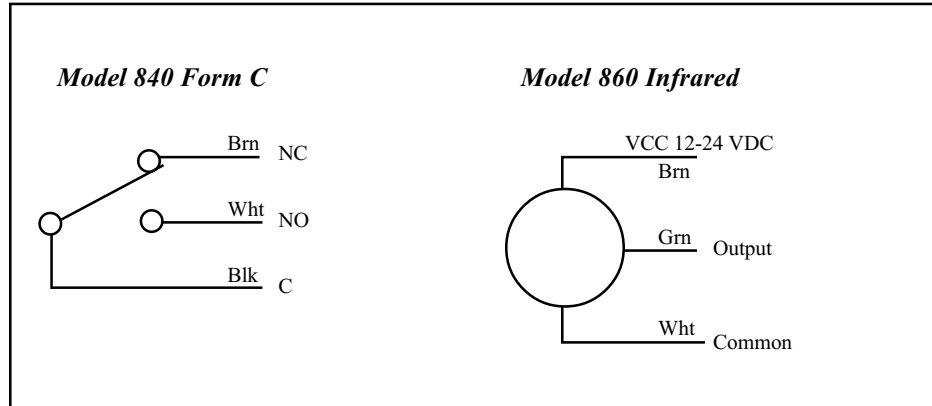 Model 840 Form C
Brn NC
Wht NO
Blk C
Model 860 Infrared
VCC 12-24 VDC
Brn
Grn Output
Wht Common